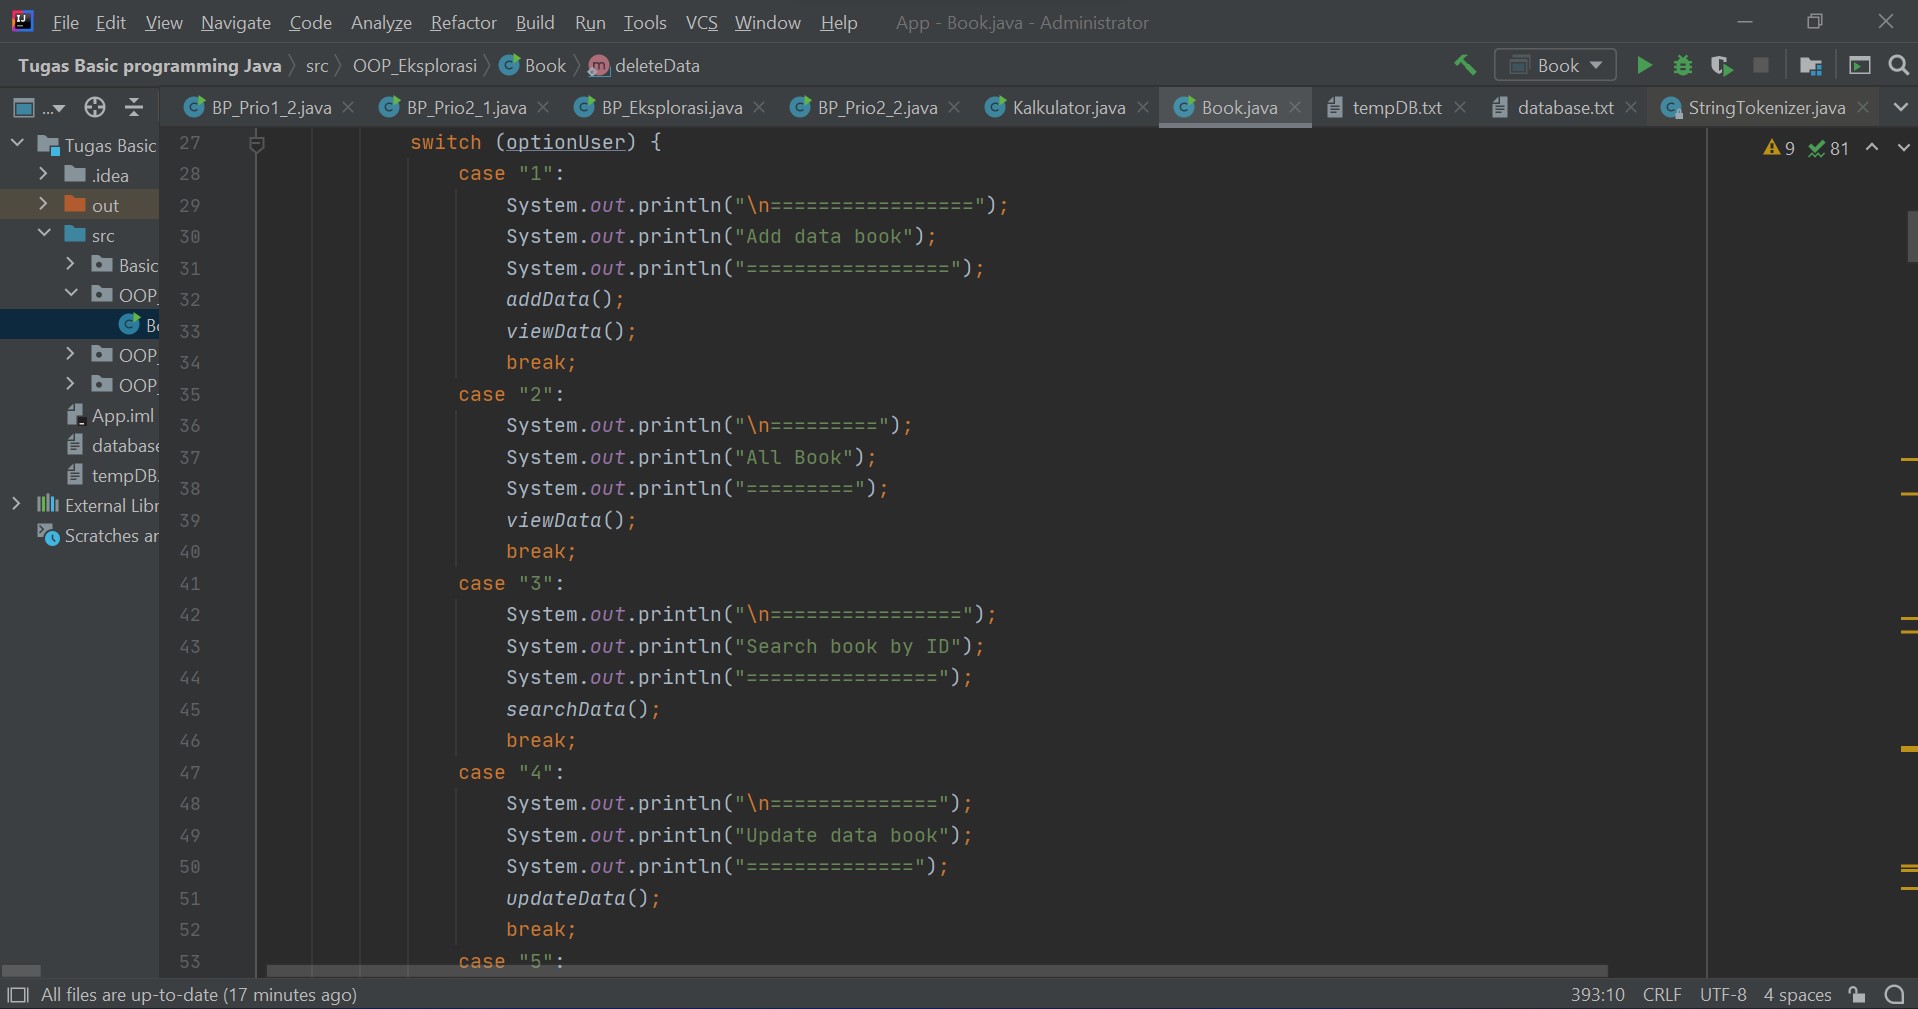 File Edit View Navigate Code Analyze Refactor Build Run Tools VCS Window Help App - Book.java - Administrator
Tugas Basic programming Java src OOP_Eksplorasi Book deleteData Book
... BP_Prio1_2.java BP_Prio2_1.java BP_Eksplorasi.java BP_Prio2_2.java Kalkulator.java Book.java tempDB.txt database.txt StringTokenizer.java
Tugas Basic
.idea
out
src
Basic
OOP_
Bo
OOP_
OOP_
App.iml
database
tempDB.
External Libr
Scratches ar
9 81
27 switch (optionUser) {
28 case "1":
29 System.out.println("\n=================");
30 System.out.println("Add data book");
31 System.out.println("=================");
32 addData();
33 viewData();
34 break;
35 case "2":
36 System.out.println("\n=========");
37 System.out.println("All Book");
38 System.out.println("=========");
39 viewData();
40 break;
41 case "3":
42 System.out.println("\n================");
43 System.out.println("Search book by ID");
44 System.out.println("================");
45 searchData();
46 break;
47 case "4":
48 System.out.println("\n==============");
49 System.out.println("Update data book");
50 System.out.println("==============");
51 updateData();
52 break;
53 case "5":
All files are up-to-date (17 minutes ago) 393:10 CRLF UTF-8 4 spaces